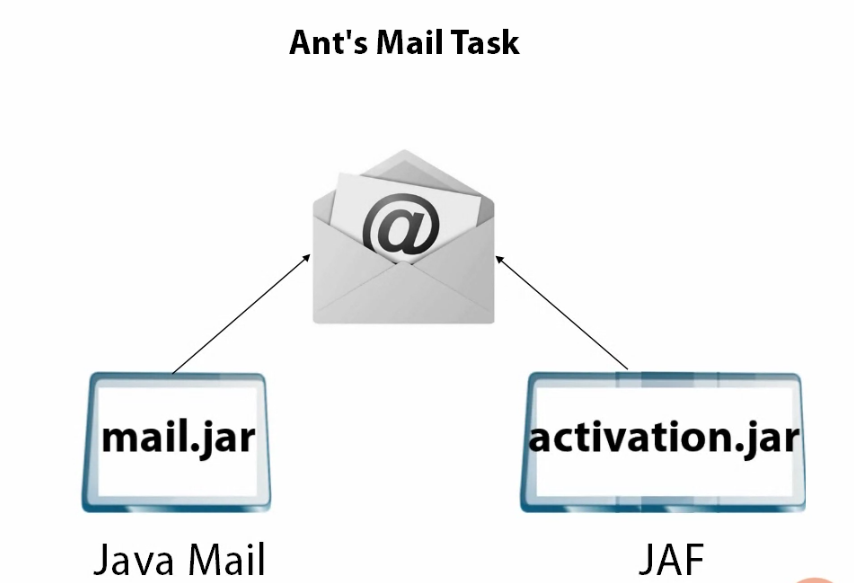 Ant's Mail Task
@
mail.jar
activation.jar
Java Mail
JAF